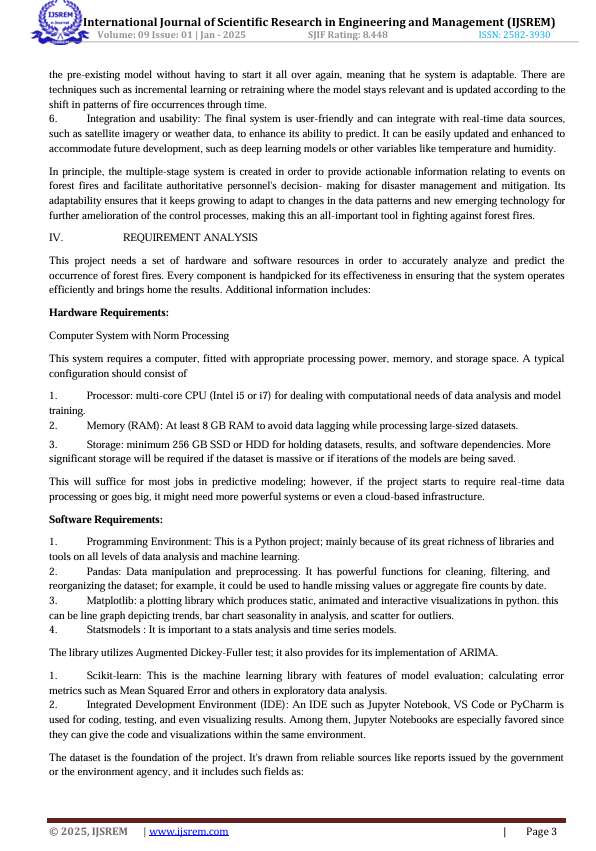 IJSREM
e-Journal
International Journal of Scientific Research in Engineering and Management (IJSREM)
Volume: 09 Issue: 01 | Jan - 2025 SJIF Rating: 8.448 ISSN: 2582-3930
the pre-existing model without having to start it all over again, meaning that he system is adaptable. There are
techniques such as incremental learning or retraining where the model stays relevant and is updated according to the
shift in patterns of fire occurrences through time.
6. Integration and usability: The final system is user-friendly and can integrate with real-time data sources,
such as satellite imagery or weather data, to enhance its ability to predict. It can be easily updated and enhanced to
accommodate future development, such as deep learning models or other variables like temperature and humidity.
In principle, the multiple-stage system is created in order to provide actionable information relating to events on
forest fires and facilitate authoritative personnel's decision- making for disaster management and mitigation. Its
adaptability ensures that it keeps growing to adapt to changes in the data patterns and new emerging technology for
further amelioration of the control processes, making this an all-important tool in fighting against forest fires.
IV. REQUIREMENT ANALYSIS
This project needs a set of hardware and software resources in order to accurately analyze and predict the
occurrence of forest fires. Every component is handpicked for its effectiveness in ensuring that the system operates
efficiently and brings home the results. Additional information includes:
Hardware Requirements:
Computer System with Norm Processing
This system requires a computer, fitted with appropriate processing power, memory, and storage space. A typical
configuration should consist of
1. Processor: multi-core CPU (Intel i5 or i7) for dealing with computational needs of data analysis and model
training.
2. Memory (RAM): At least 8 GB RAM to avoid data lagging while processing large-sized datasets.
3. Storage: minimum 256 GB SSD or HDD for holding datasets, results, and software dependencies. More
significant storage will be required if the dataset is massive or if iterations of the models are being saved.
This will suffice for most jobs in predictive modeling; however, if the project starts to require real-time data
processing or goes big, it might need more powerful systems or even a cloud-based infrastructure.
Software Requirements:
1. Programming Environment: This is a Python project; mainly because of its great richness of libraries and
tools on all levels of data analysis and machine learning.
2. Pandas: Data manipulation and preprocessing. It has powerful functions for cleaning, filtering, and
reorganizing the dataset; for example, it could be used to handle missing values or aggregate fire counts by date.
3. Matplotlib: a plotting library which produces static, animated and interactive visualizations in python. this
can be line graph depicting trends, bar chart seasonality in analysis, and scatter for outliers.
4. Statsmodels : It is important to a stats analysis and time series models.
The library utilizes Augmented Dickey-Fuller test; it also provides for its implementation of ARIMA.
1. Scikit-learn: This is the machine learning library with features of model evaluation; calculating error
metrics such as Mean Squared Error and others in exploratory data analysis.
2. Integrated Development Environment (IDE): An IDE such as Jupyter Notebook, VS Code or PyCharm is
used for coding, testing, and even visualizing results. Among them, Jupyter Notebooks are especially favored since
they can give the code and visualizations within the same environment.
The dataset is the foundation of the project. It's drawn from reliable sources like reports issued by the government
or the environment agency, and it includes such fields as:
© 2025, IJSREM | www.ijsrem.com | Page 3